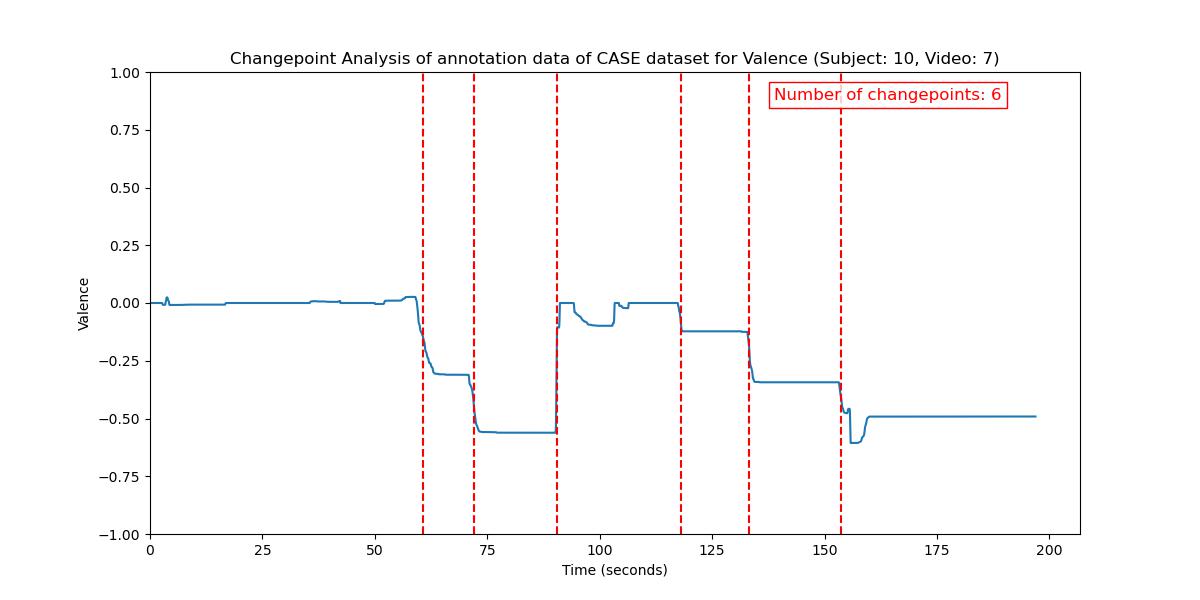 Changepoint Analysis of annotation data of CASE dataset for Valence (Subject: 10, Video: 7)
Number of changepoints: 6
1.00
0.75
0.50
0.25
0.00
−0.25
−0.50
−0.75
−1.00
Valence
0 25 50 75 100 125 150 175 200
Time (seconds)